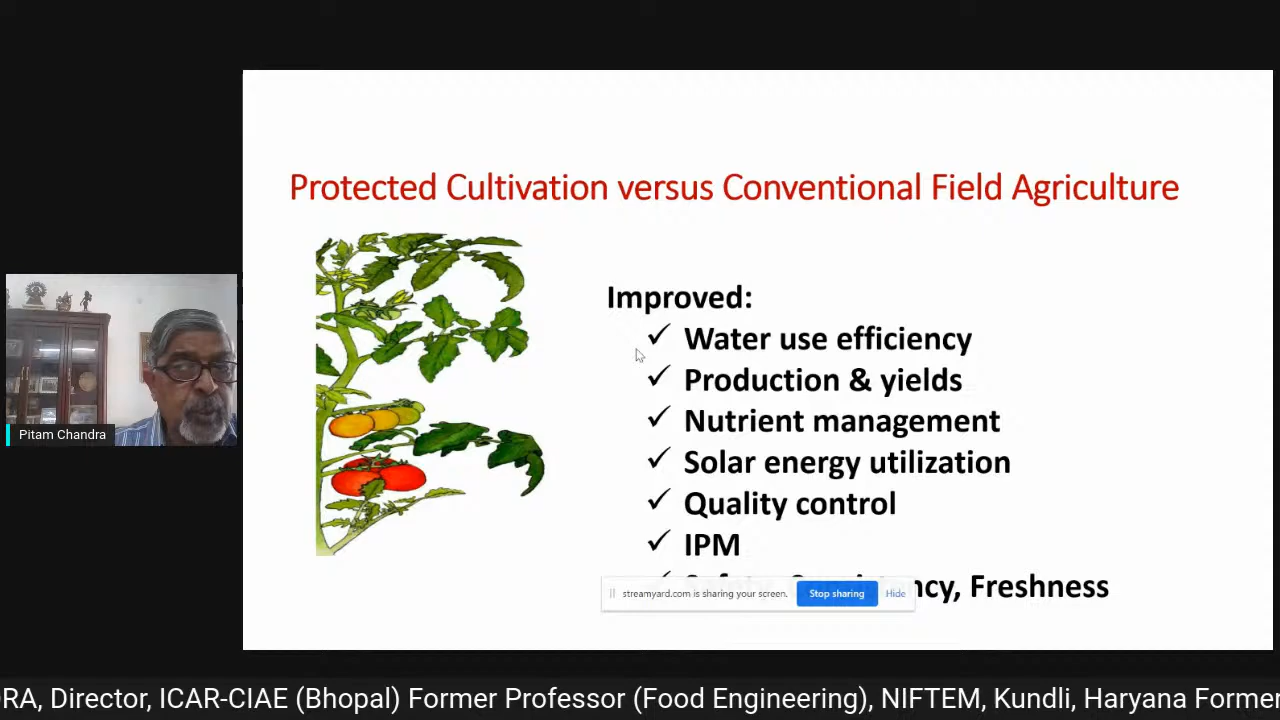 Protected Cultivation versus Conventional Field Agriculture
Improved:
✓ Water use efficiency
✓ Production & yields
✓ Nutrient management
✓ Solar energy utilization
✓ Quality control
✓ IPM
Freshness
streamyard.com is sharing your screen. Stop sharing Hide
Pitam Chandra
DRA, Director, ICAR-CIAE (Bhopal) Former Professor (Food Engineering), NIFTEM, Kundli, Haryana Former